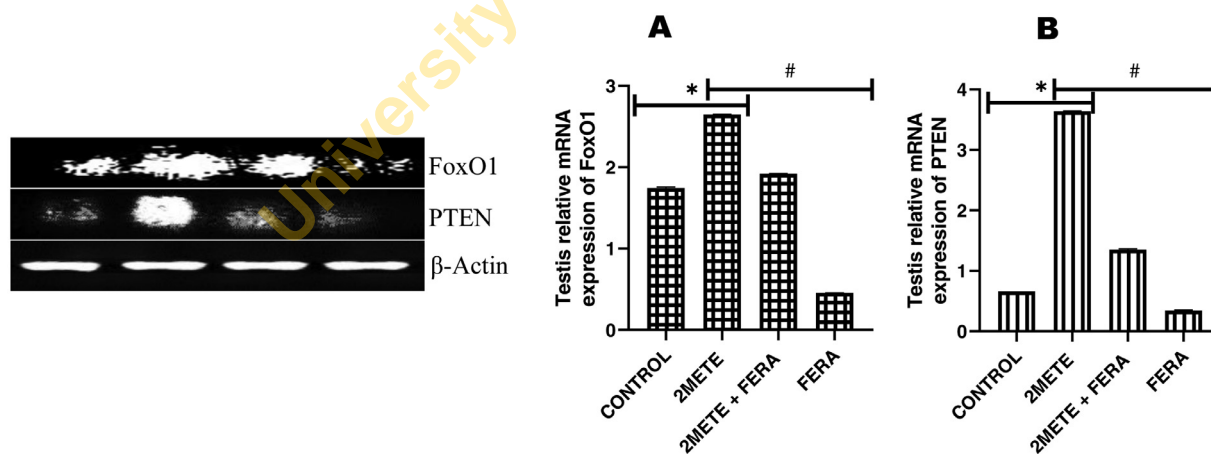 University
FoxO1
PTEN
β-Actin
A
*
#
Testis relative mRNA
expression of FoxO1
3
2
1
0
CONTROL
2METE
2METE + FERA
FERA
B
*
#
Testis relative mRNA
expression of PTEN
4
3
2
1
0
CONTROL
2METE
2METE + FERA
FERA